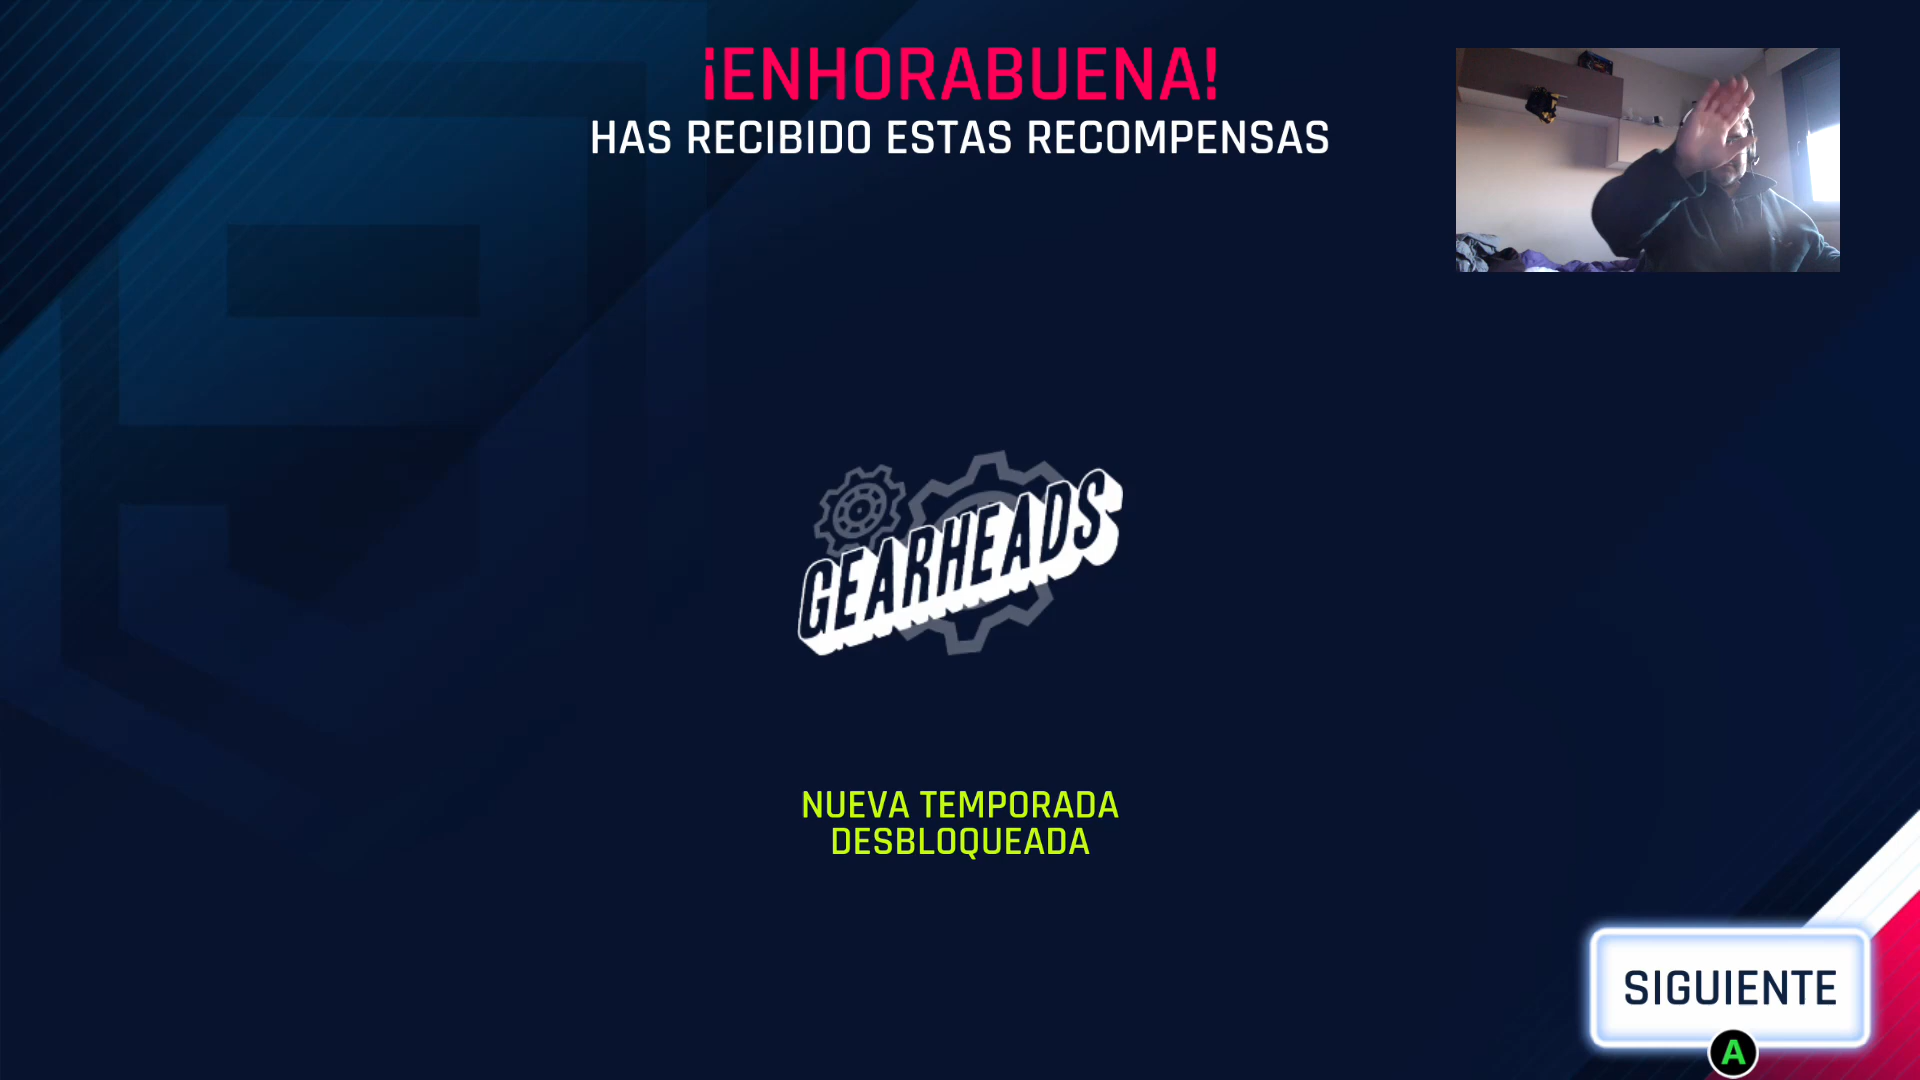 ¡ENHORABUENA!
HAS RECIBIDO ESTAS RECOMPENSAS
GEARHEADS
NUEVA TEMPORADA
DESBLOQUEADA
SIGUIENTE
A